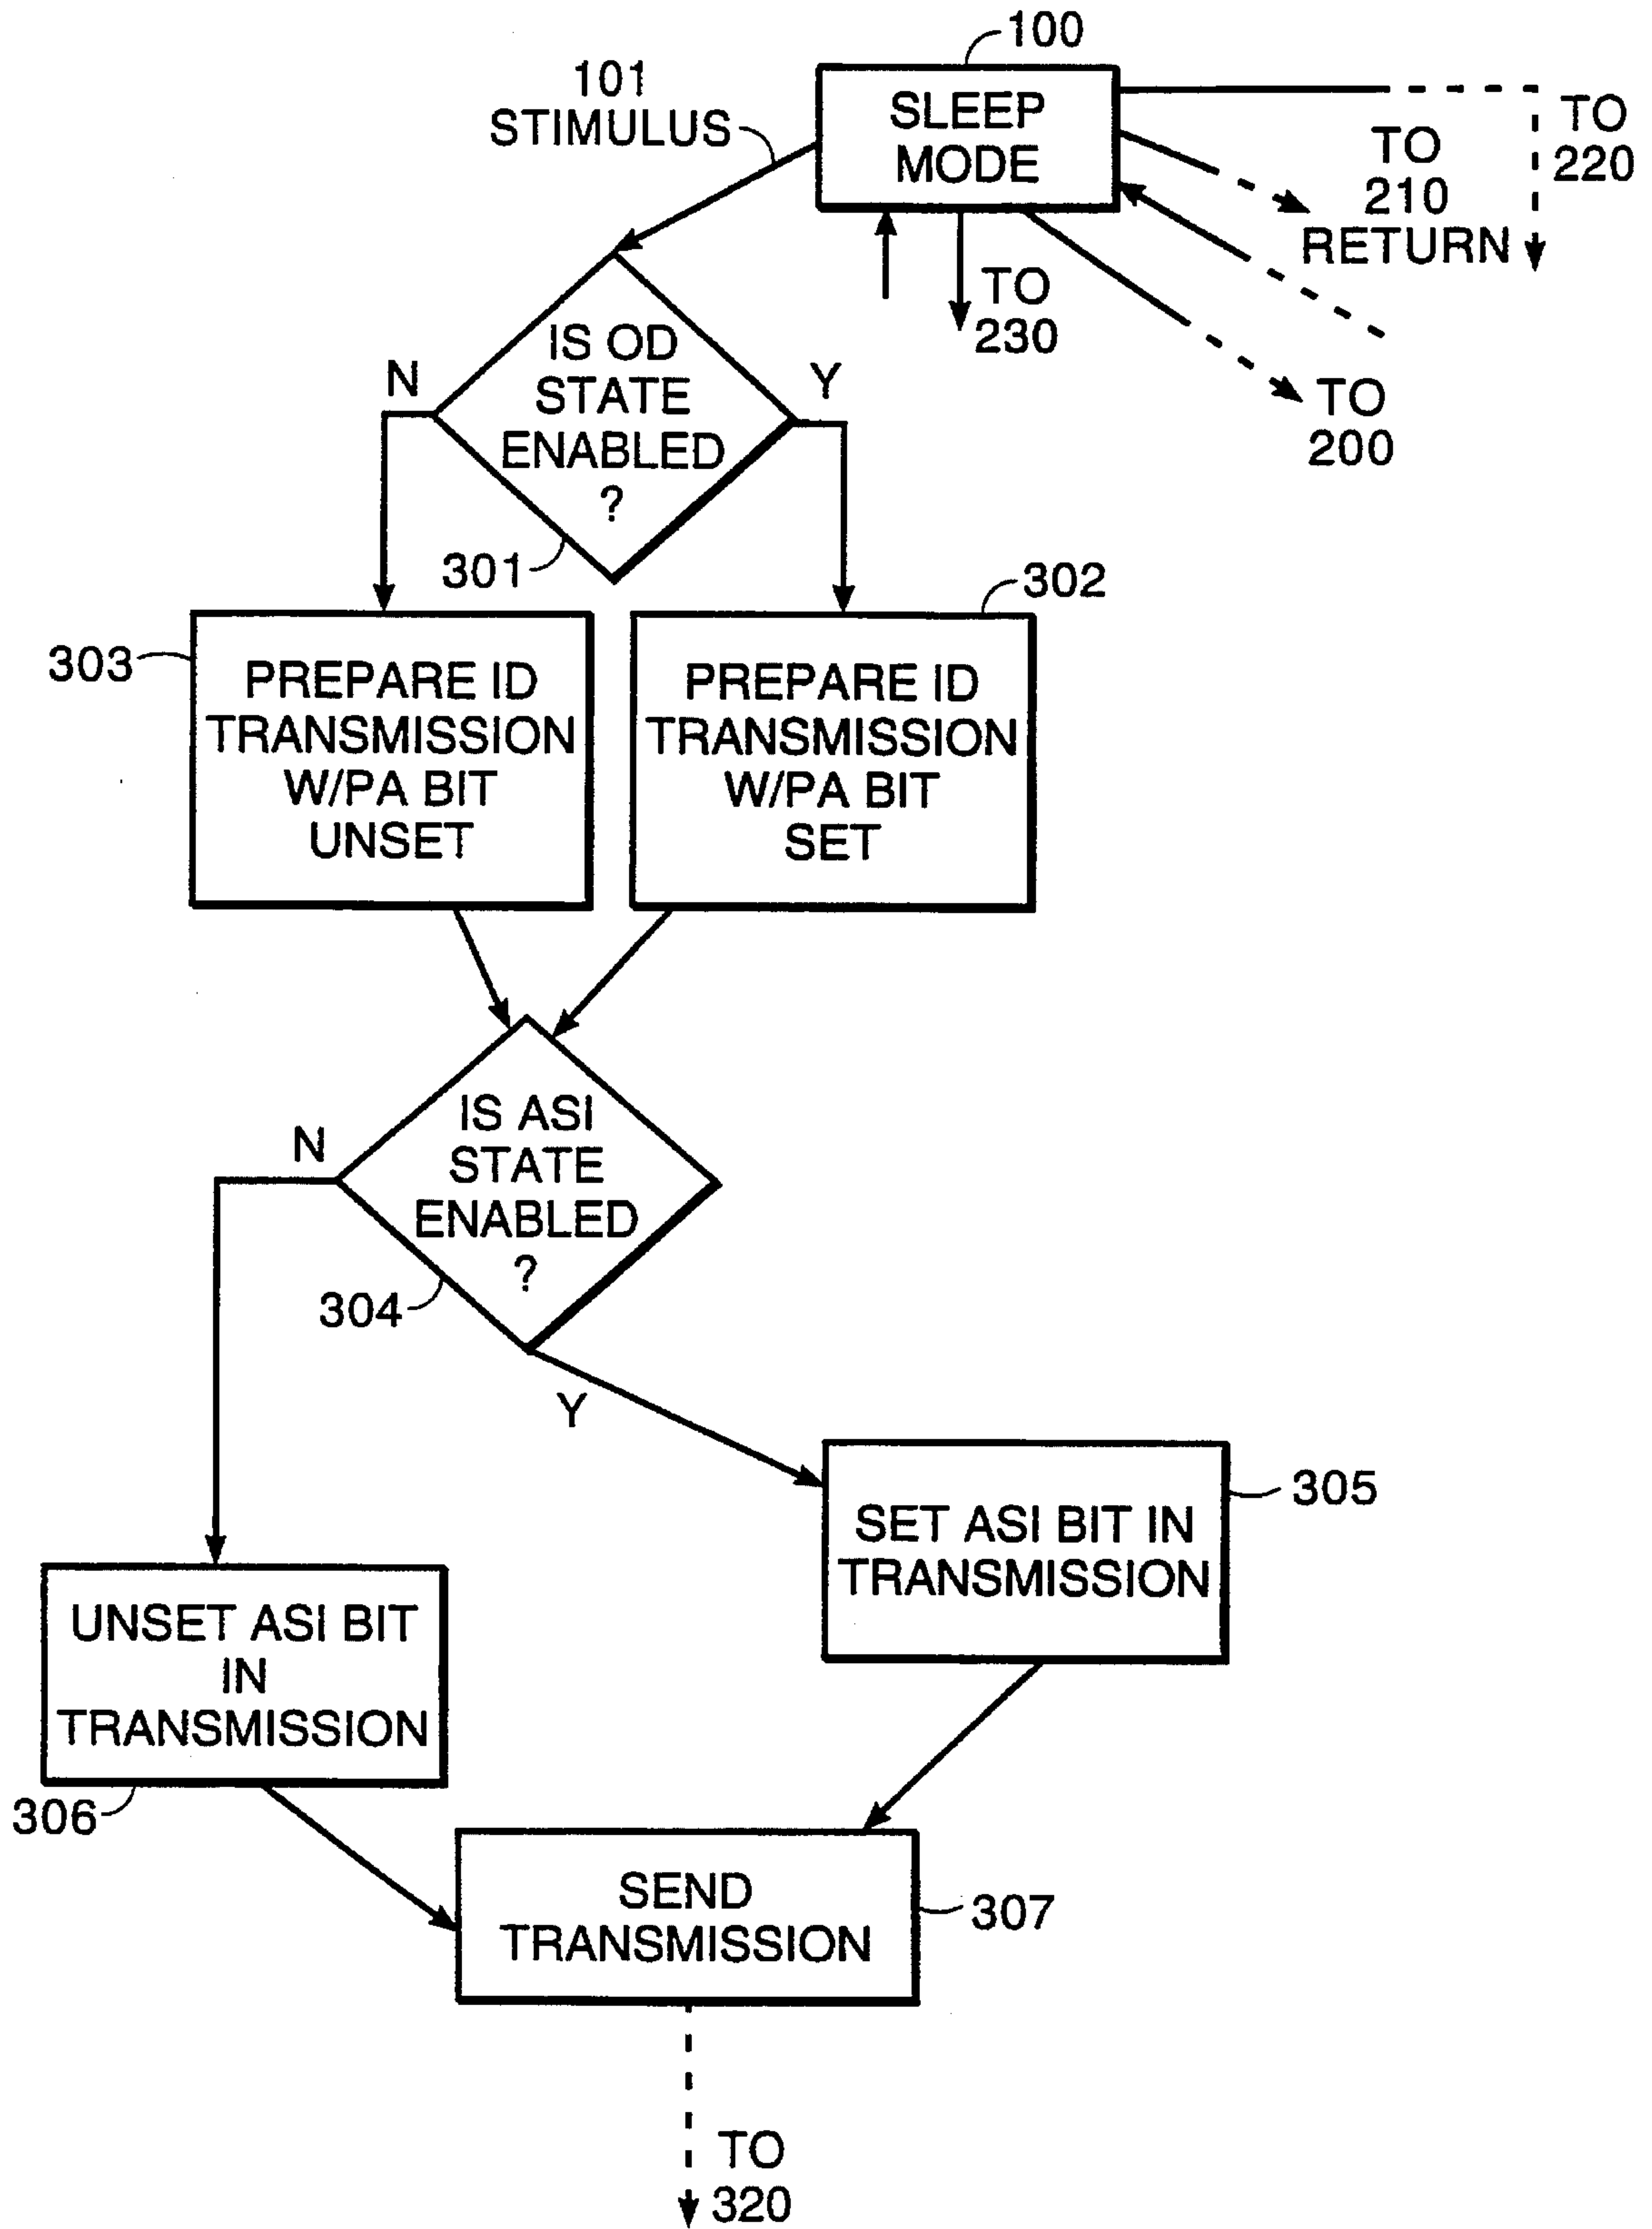 100
101
STIMULUS
SLEEP
MODE
TO
220
TO
210
RETURN
TO
230
TO
200
IS OD
STATE
ENABLED
?
N
Y
301
302
303
PREPARE ID
TRANSMISSION
W/PA BIT
UNSET
PREPARE ID
TRANSMISSION
W/PA BIT
SET
IS ASI
STATE
ENABLED
?
N
304
Y
305
SET ASI BIT IN
TRANSMISSION
UNSET ASI BIT
IN
TRANSMISSION
306
SEND
TRANSMISSION
307
TO
320